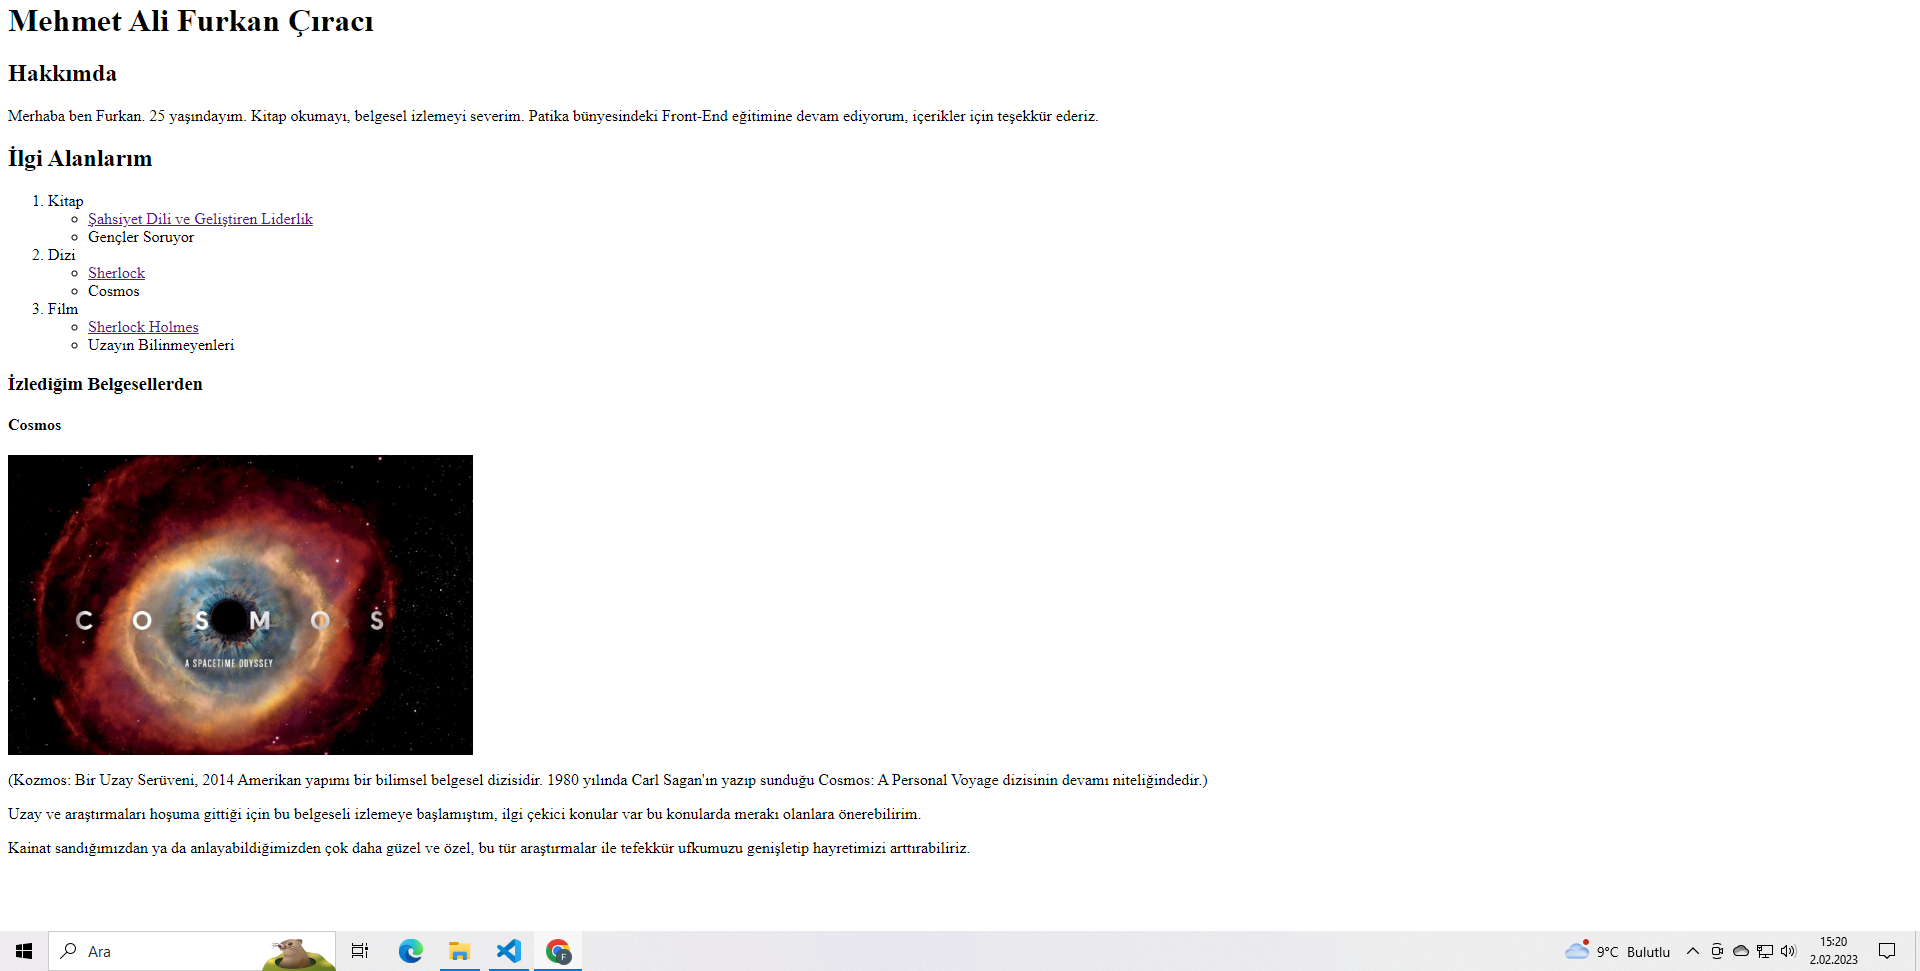 Mehmet Ali Furkan Çıracı
Hakkımda
Merhaba ben Furkan. 25 yaşındayım. Kitap okumayı, belgesel izlemeyi severim. Patika bünyesindeki Front-End eğitimine devam ediyorum, içerikler için teşekkür ederiz.
İlgi Alanlarım
1. Kitap
Şahsiyet Dili ve Geliştiren Liderlik
Gençler Soruyor
2. Dizi
Sherlock
Cosmos
3. Film
Sherlock Holmes
Uzayın Bilinmeyenleri
İzlediğim Belgesellerden
Cosmos
COSMOS
A SPACETIME ODYSSEY
(Kozmos: Bir Uzay Serüveni, 2014 Amerikan yapımı bir bilimsel belgesel dizisidir. 1980 yılında Carl Sagan'ın yazıp sunduğu Cosmos: A Personal Voyage dizisinin devamı niteliğindedir.)
Uzay ve araştırmaları hoşuma gittiği için bu belgeseli izlemeye başlamıştım, ilgi çekici konular var bu konularda merakı olanlara önerebilirim.
Kainat sandığımızdan ya da anlayabildiğimizden çok daha güzel ve özel, bu tür araştırmalar ile tefekkür ufkumuzu genişletip hayretimizi arttırabiliriz.
Ara
F
9°C Bulutlu
15:20
2.02.2023